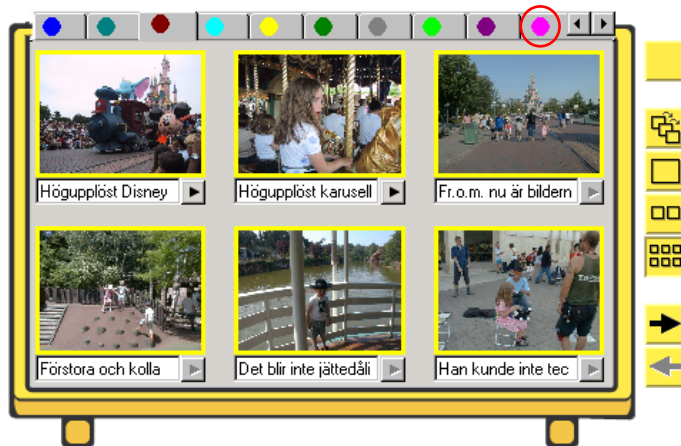 Högupplöst Disney
Högupplöst karusell
Fr.o.m. nu är bildern
Förstora och kolla
Det blir inte jättedåli
Han kunde inte tec